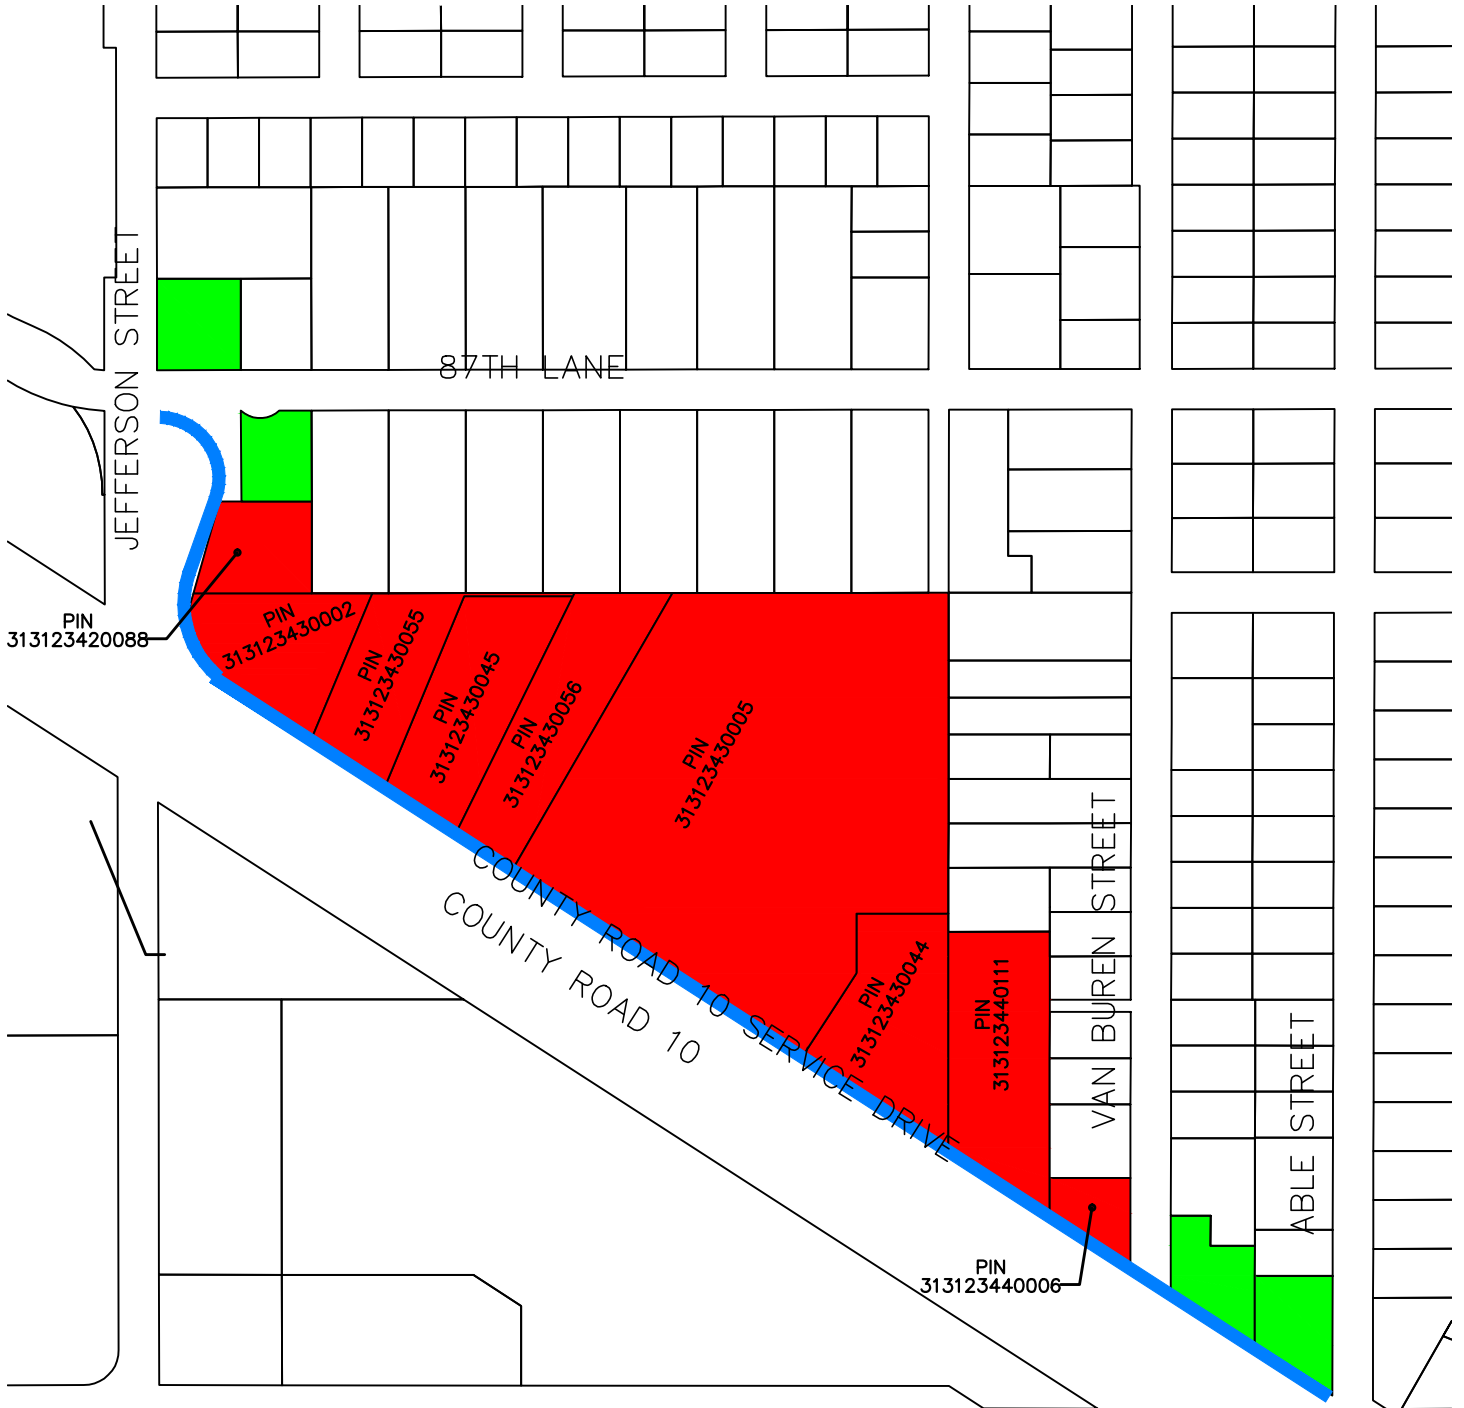 JEFFERSON STREET
87TH LANE
PIN
313123420088
PIN
313123430002
PIN
313123430055
PIN
313123430045
PIN
313123430056
PIN
313123430005
COUNTY ROAD 10 SERVICE DRIVE
COUNTY ROAD 10
PIN
313123430044
PIN
313123440111
VAN BUREN STREET
ABLE STREET
PIN
313123440006